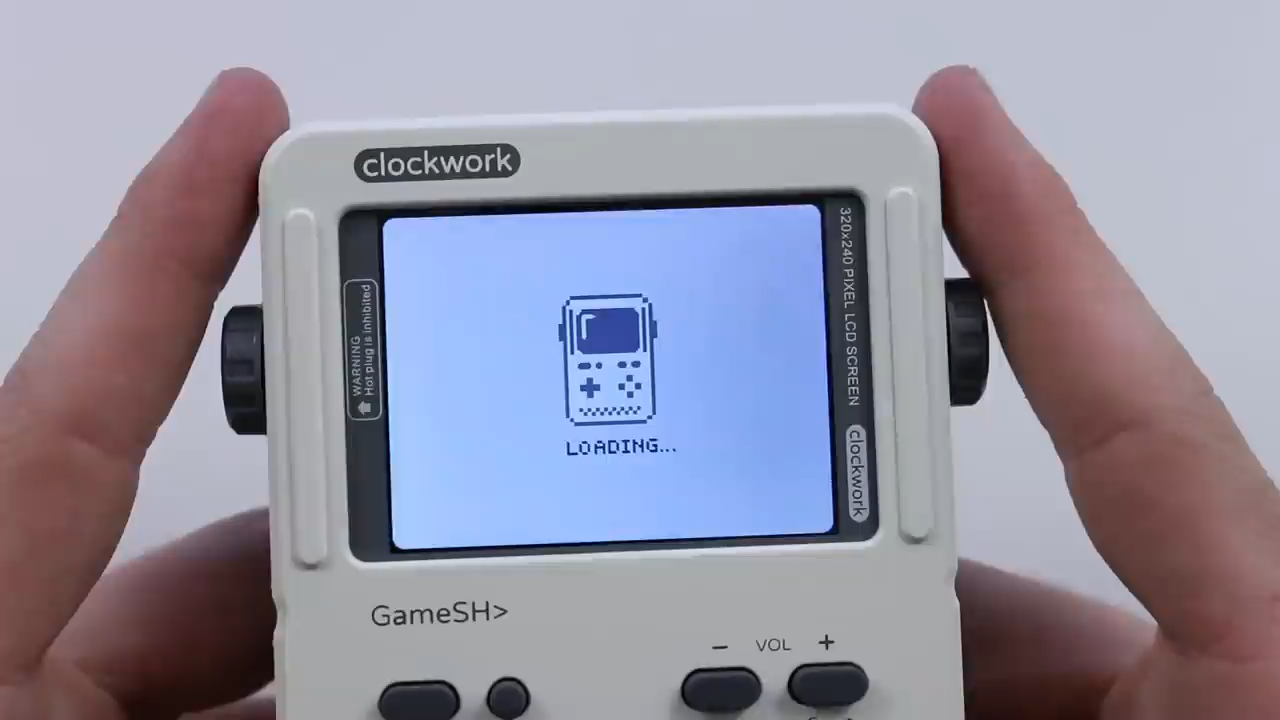 clockwork
WARNING
Hot plug is inhibited
320x240 PIXEL LCD SCREEN
clockwork
LOADING...
GameSH>
- VOL +